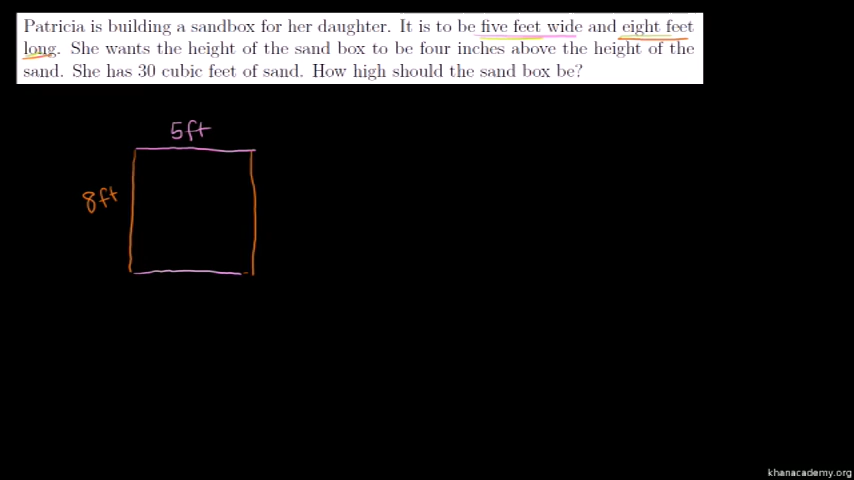 Patricia is building a sandbox for her daughter. It is to be five feet wide and eight feet
long. She wants the height of the sand box to be four inches above the height of the
sand. She has 30 cubic feet of sand. How high should the sand box be?
5ft
8ft
khanacademy.org